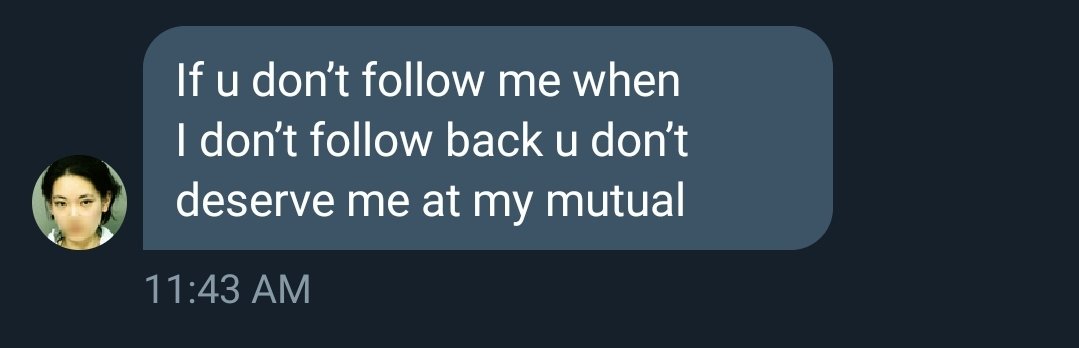 If u don’t follow me when
I don’t follow back u don’t
deserve me at my mutual
11:43 AM